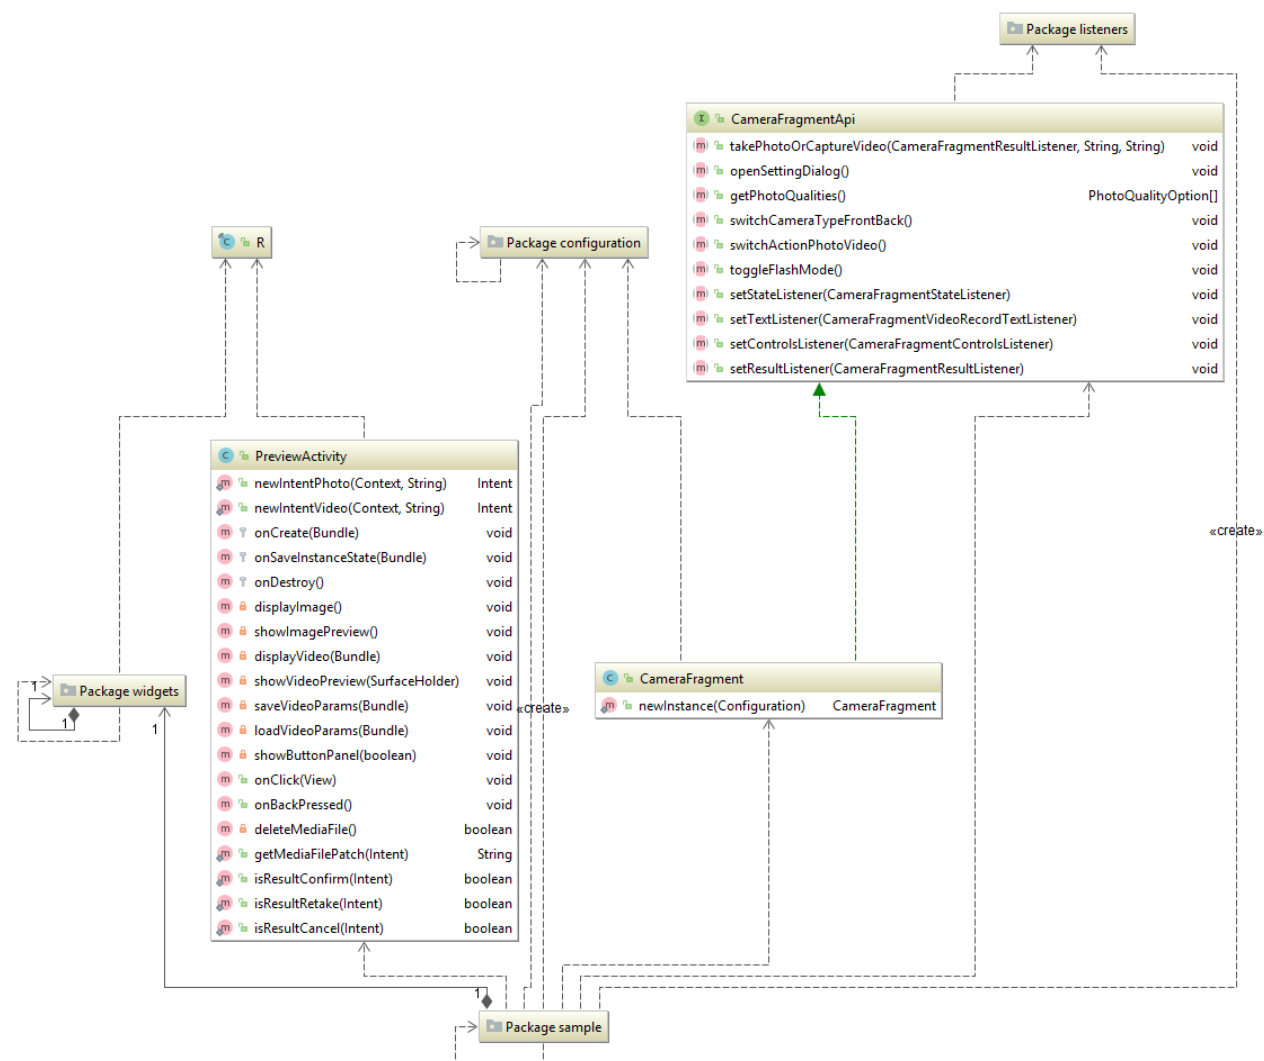 Package listeners
I CameraFragmentApi
m takePhotoOrCaptureVideo(CameraFragmentResultListener, String, String) void
m openSettingDialog() void
m getPhotoQualities() PhotoQualityOption[]
m switchCameraTypeFrontBack() void
m switchActionPhotoVideo() void
m toggleFlashMode() void
m setStateListener(CameraFragmentStateListener) void
m setTextListener(CameraFragmentVideoRecordTextListener) void
m setControlsListener(CameraFragmentControlsListener) void
m setResultListener(CameraFragmentResultListener) void
C R
Package configuration
C PreviewActivity
m newIntentPhoto(Context, String) Intent
m newIntentVideo(Context, String) Intent
m onCreate(Bundle) void
m onSaveInstanceState(Bundle) void
m onDestroy() void
m displayImage() void
m showImagePreview() void
m displayVideo(Bundle) void
m showVideoPreview(SurfaceHolder) void
m saveVideoParams(Bundle) void
m loadVideoParams(Bundle) void
m showButtonPanel(boolean) void
m onClick(View) void
m onBackPressed() void
m deleteMediaFile() boolean
m getMediaFilePatch(Intent) String
m isResultConfirm(Intent) boolean
m isResultRetake(Intent) boolean
m isResultCancel(Intent) boolean
«create»
«create»
C CameraFragment
m newInstance(Configuration) CameraFragment
1
Package widgets
1
1
1
Package sample